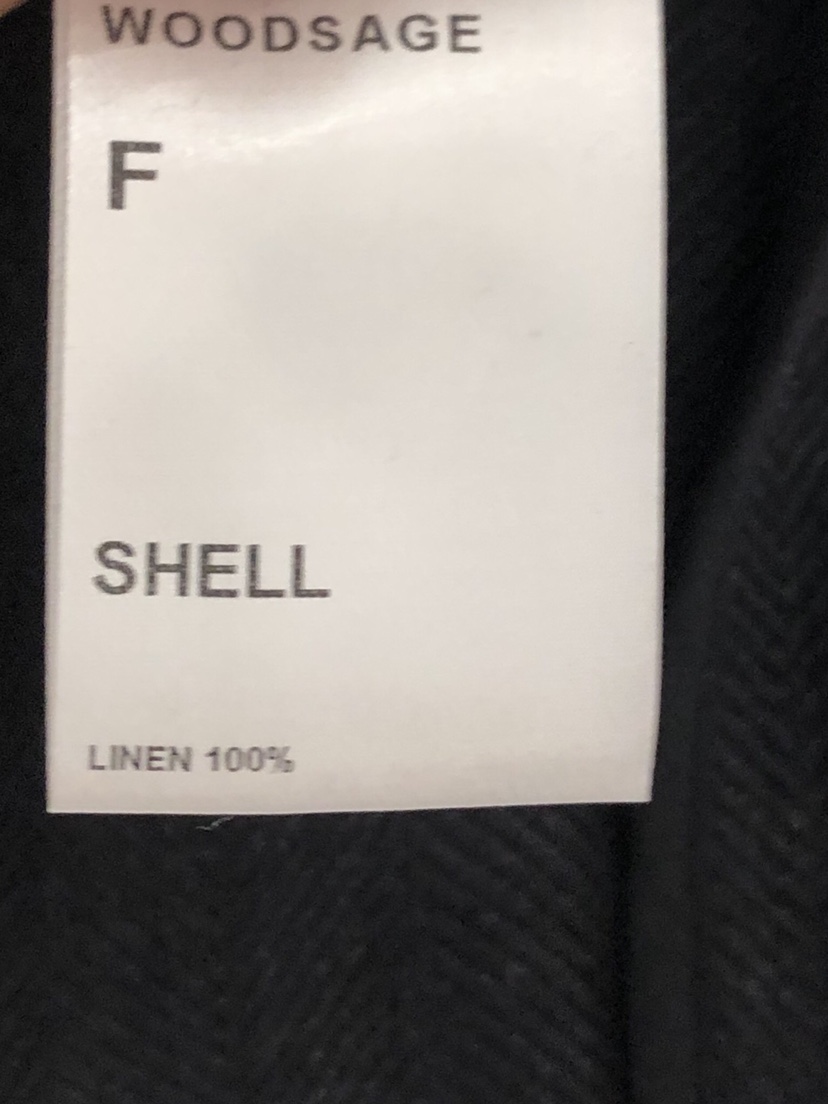 WOODSAGE
F
SHELL
LINEN 100%